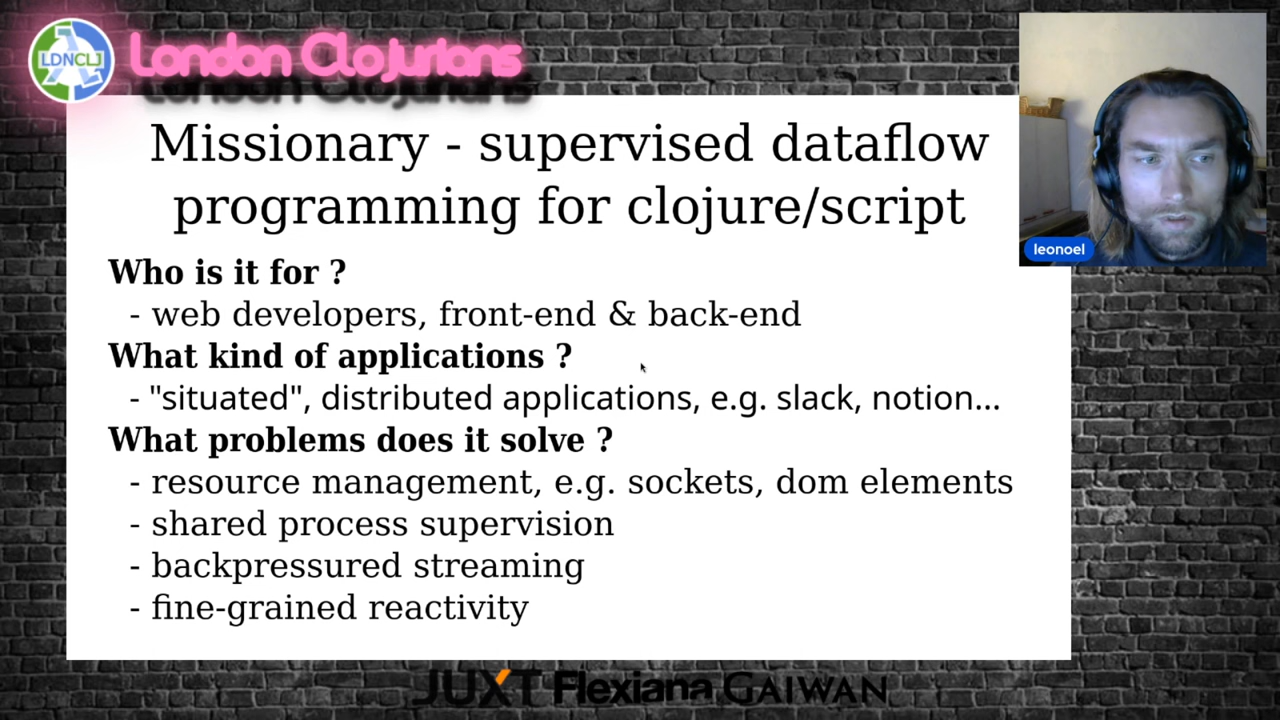 LDNCLJ
London Clojurians
Missionary - supervised dataflow
programming for clojure/script
leonoel
Who is it for ?
- web developers, front-end & back-end
What kind of applications ?
- "situated", distributed applications, e.g. slack, notion...
What problems does it solve ?
- resource management, e.g. sockets, dom elements
- shared process supervision
- backpressured streaming
- fine-grained reactivity
JUXT Flexiana GAIWAN